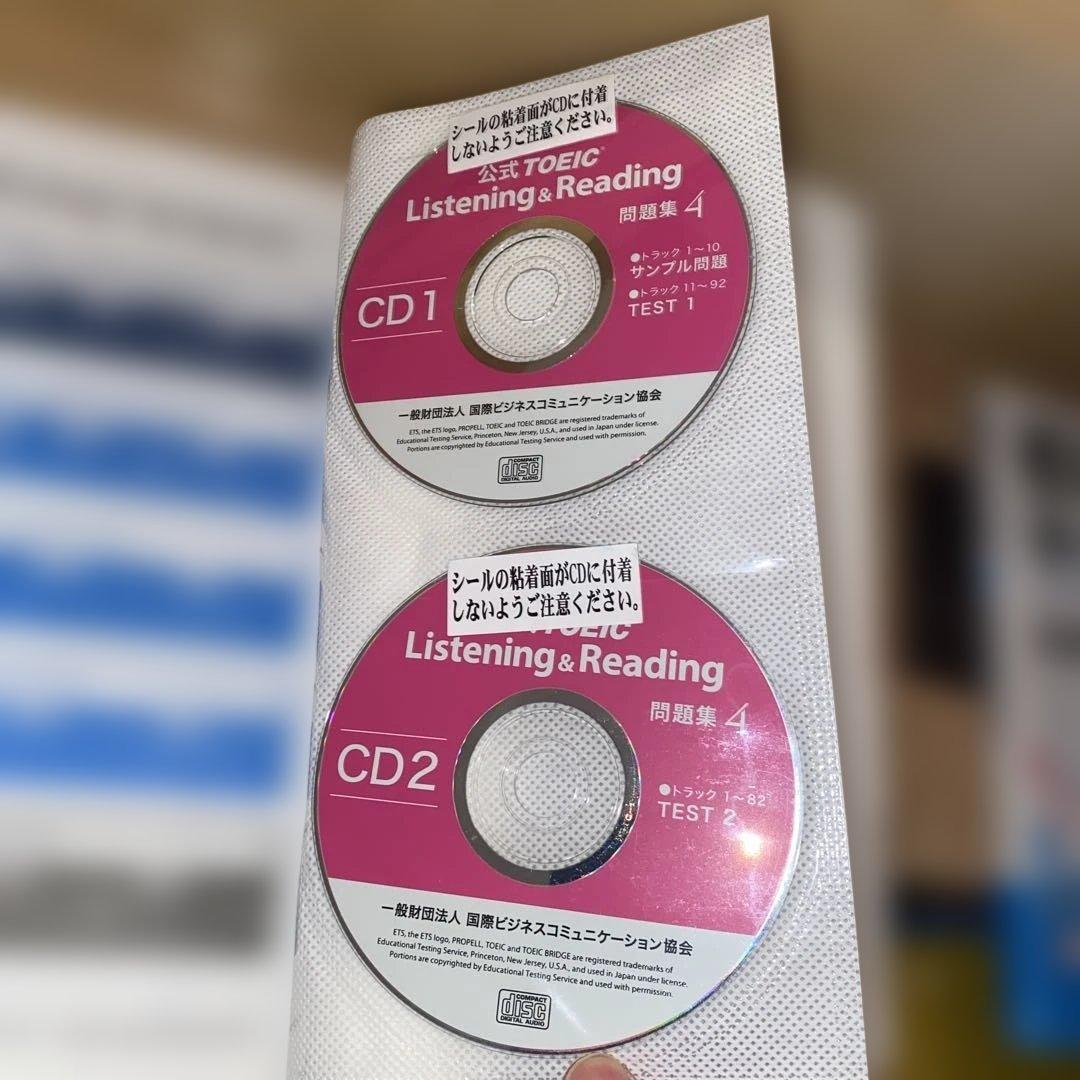 シールの粘着面がCDに付着
しないようご注意ください。
公式 TOEIC®
Listening & Reading
問題集 4
●トラック 1〜10
サンプル問題
●トラック 11〜92
TEST 1
CD 1
一般財団法人 国際ビジネスコミュニケーション協会
ETS, the ETS logo, PROPELL, TOEIC and TOEIC BRIDGE are registered trademarks of
Educational Testing Service, Princeton, New Jersey, U.S.A., and used in Japan under license.
Portions are copyrighted by Educational Testing Service and used with permission.
COMPACT
disc
DIGITAL AUDIO
シールの粘着面がCDに付着
しないようご注意ください。
TOEIC
Listening & Reading
問題集 4
CD 2
●トラック 1〜82
TEST 2
一般財団法人 国際ビジネスコミュニケーション協会
ETS, the ETS logo, PROPELL, TOEIC and TOEIC BRIDGE are registered trademarks of
Educational Testing Service, Princeton, New Jersey, U.S.A., and used in Japan under license.
Portions are copyrighted by Educational Testing Service and used with permission.
COMPACT
disc
DIGITAL AUDIO